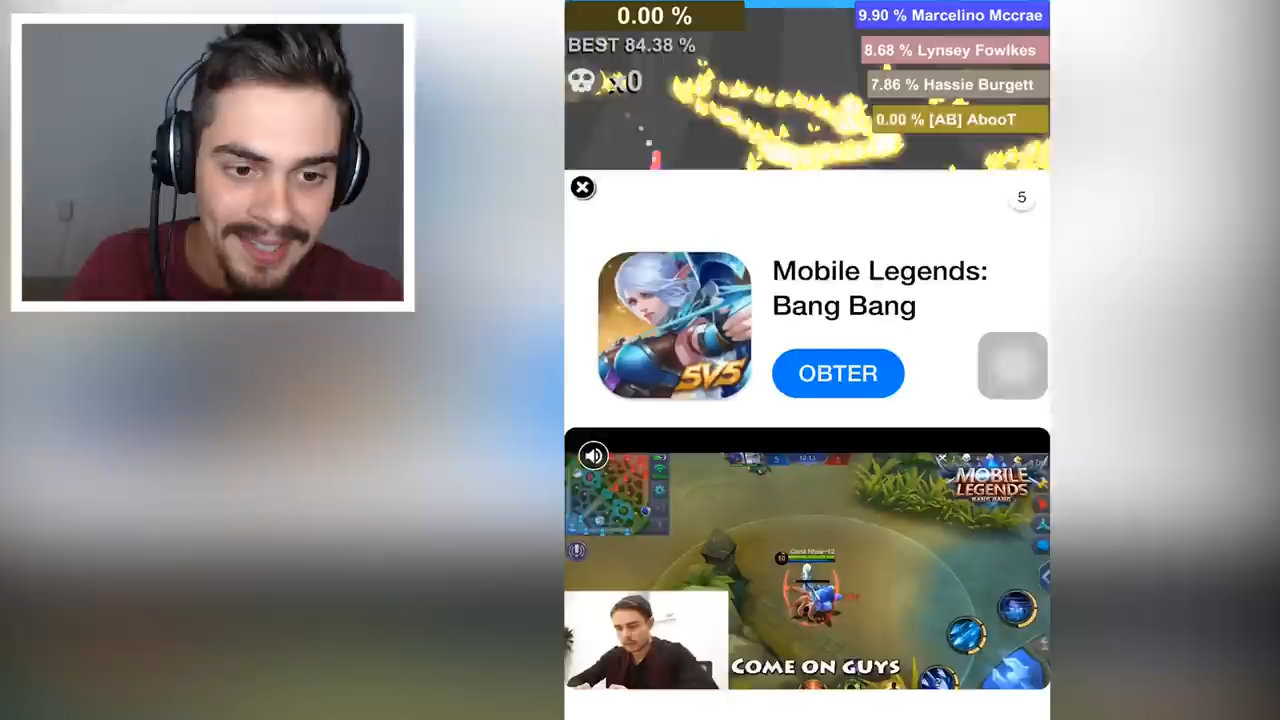 0.00 %
BEST 84.38 %
x0
9.90 % Marcelino Mccrae
8.68 % Lynsey Fowlkes
7.86 % Hassie Burgett
0.00 % [AB] AbooT
5
Mobile Legends:
Bang Bang
OBTER
5V5
MOBILE
LEGENDS
BANG BANG
COME ON GUYS